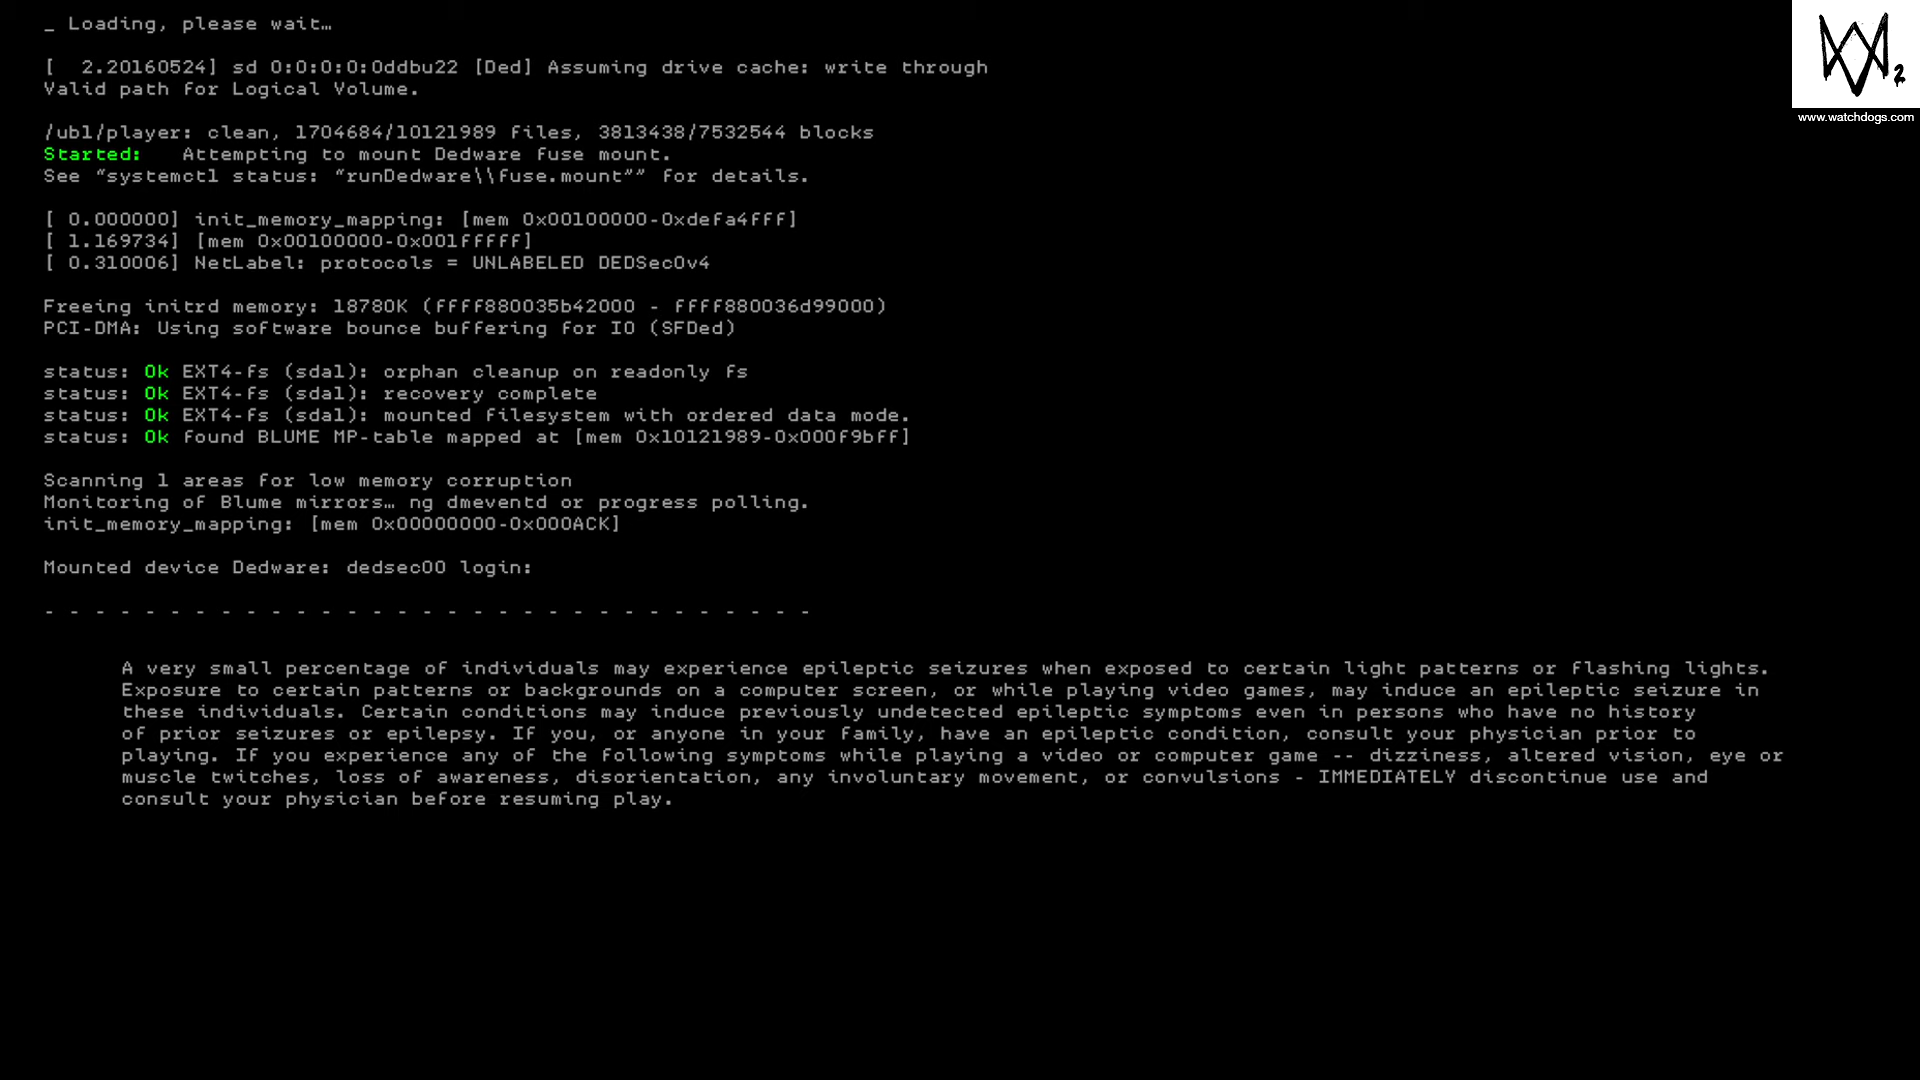 _ Loading, please wait…
[  2.20160524] sd 0:0:0:0:0ddbu22 [Ded] Assuming drive cache: write through
Valid path for Logical Volume.
/ubl/player: clean, 1704684/10121989 files, 3813438/7532544 blocks
Started:   Attempting to mount Dedware fuse mount.
See “systemctl status: “runDedware\\fuse.mount”” for details.
[ 0.000000] init_memory_mapping: [mem 0x00100000-0xdefa4fff]
[ 1.169734] [mem 0x00100000-0x001fffff]
[ 0.310006] NetLabel: protocols = UNLABELED DEDSecOv4
Freeing initrd memory: 18780K (ffff880035b42000 - ffff880036d99000)
PCI-DMA: Using software bounce buffering for IO (SFDed)
status: Ok EXT4-fs (sdal): orphan cleanup on readonly fs
status: Ok EXT4-fs (sdal): recovery complete
status: Ok EXT4-fs (sdal): mounted filesystem with ordered data mode.
status: Ok found BLUME MP-table mapped at [mem 0x10121989-0x000f9bff]
Scanning 1 areas for low memory corruption
Monitoring of Blume mirrors… ng dmeventd or progress polling.
init_memory_mapping: [mem 0x00000000-0x000ACK]
Mounted device Dedware: dedsec00 login:
- - - - - - - - - - - - - - - - - - - - - - - - - - - - - - -
A very small percentage of individuals may experience epileptic seizures when exposed to certain light patterns or flashing lights.
Exposure to certain patterns or backgrounds on a computer screen, or while playing video games, may induce an epileptic seizure in
these individuals. Certain conditions may induce previously undetected epileptic symptoms even in persons who have no history
of prior seizures or epilepsy. If you, or anyone in your family, have an epileptic condition, consult your physician prior to
playing. If you experience any of the following symptoms while playing a video or computer game -- dizziness, altered vision, eye or
muscle twitches, loss of awareness, disorientation, any involuntary movement, or convulsions - IMMEDIATELY discontinue use and
consult your physician before resuming play.
2
www.watchdogs.com